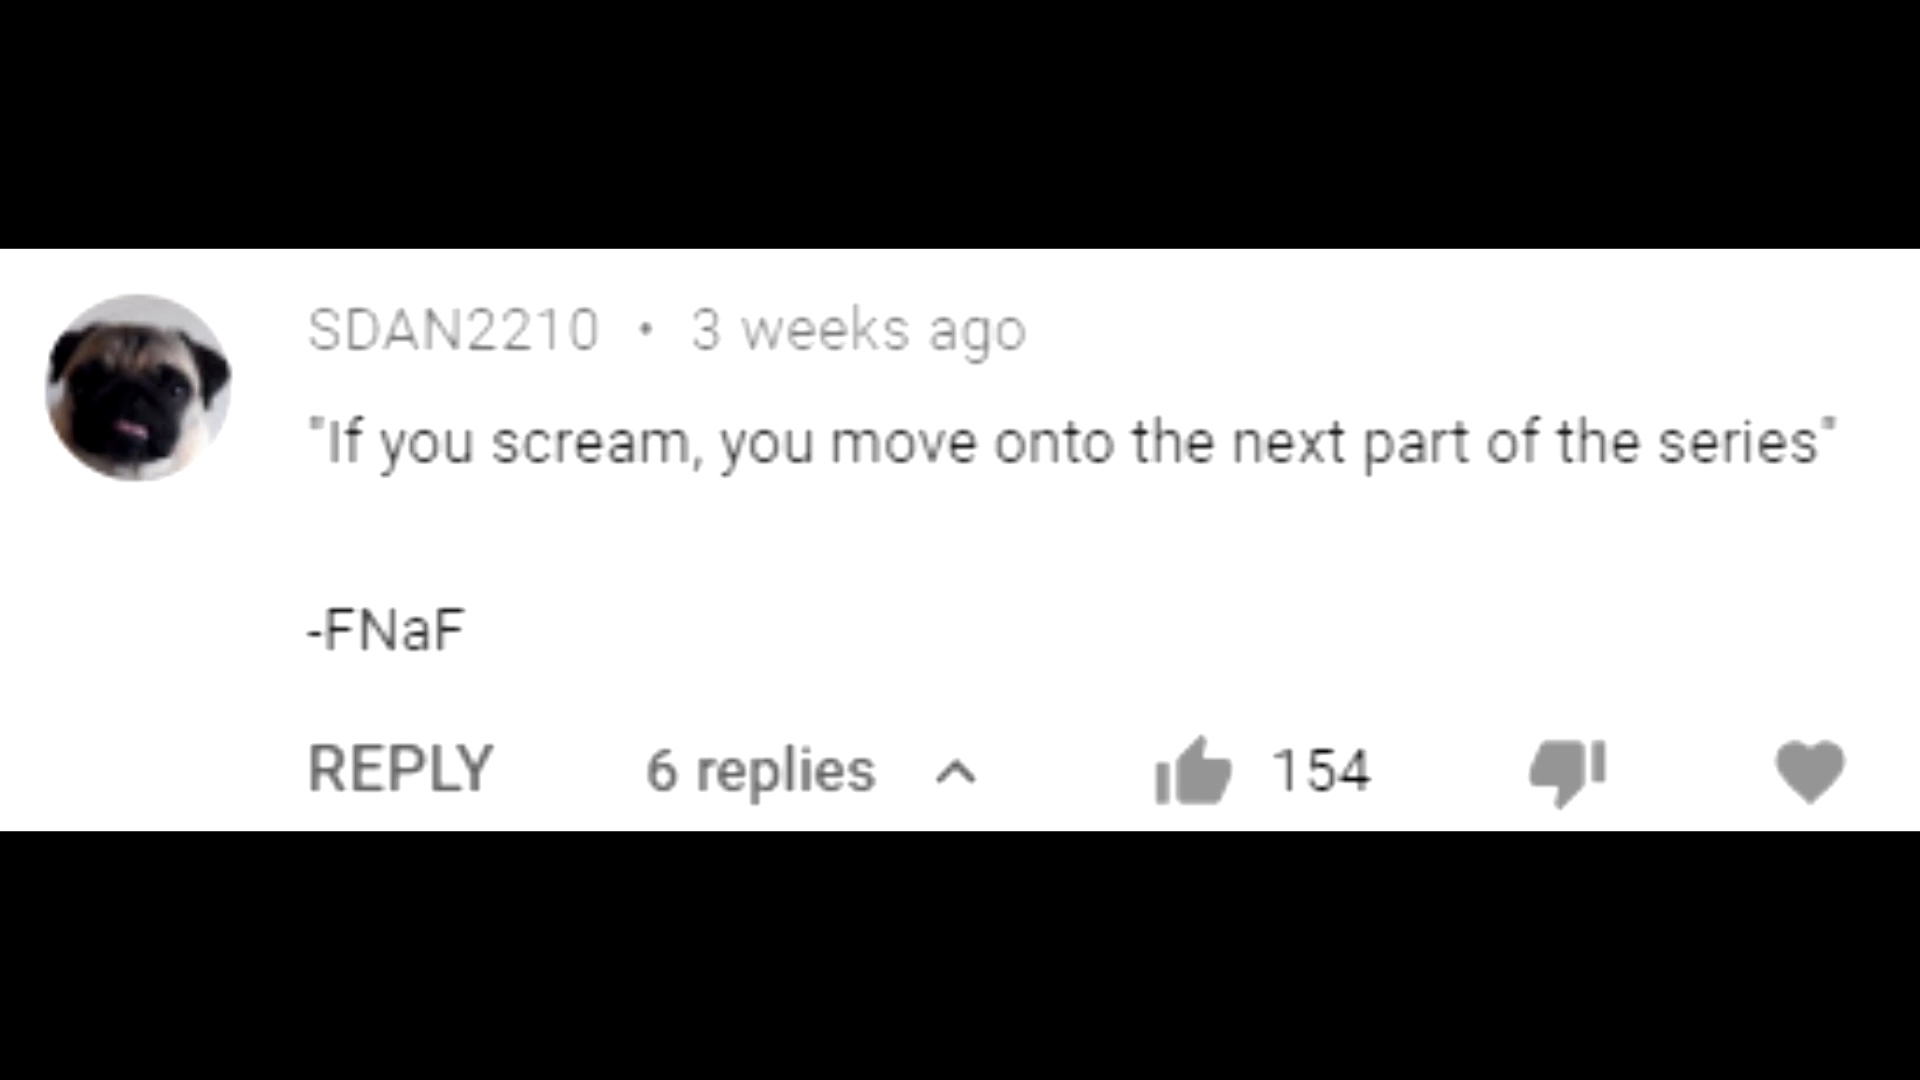 SDAN2210 • 3 weeks ago
"If you scream, you move onto the next part of the series"
-FNaF
REPLY 6 replies 154